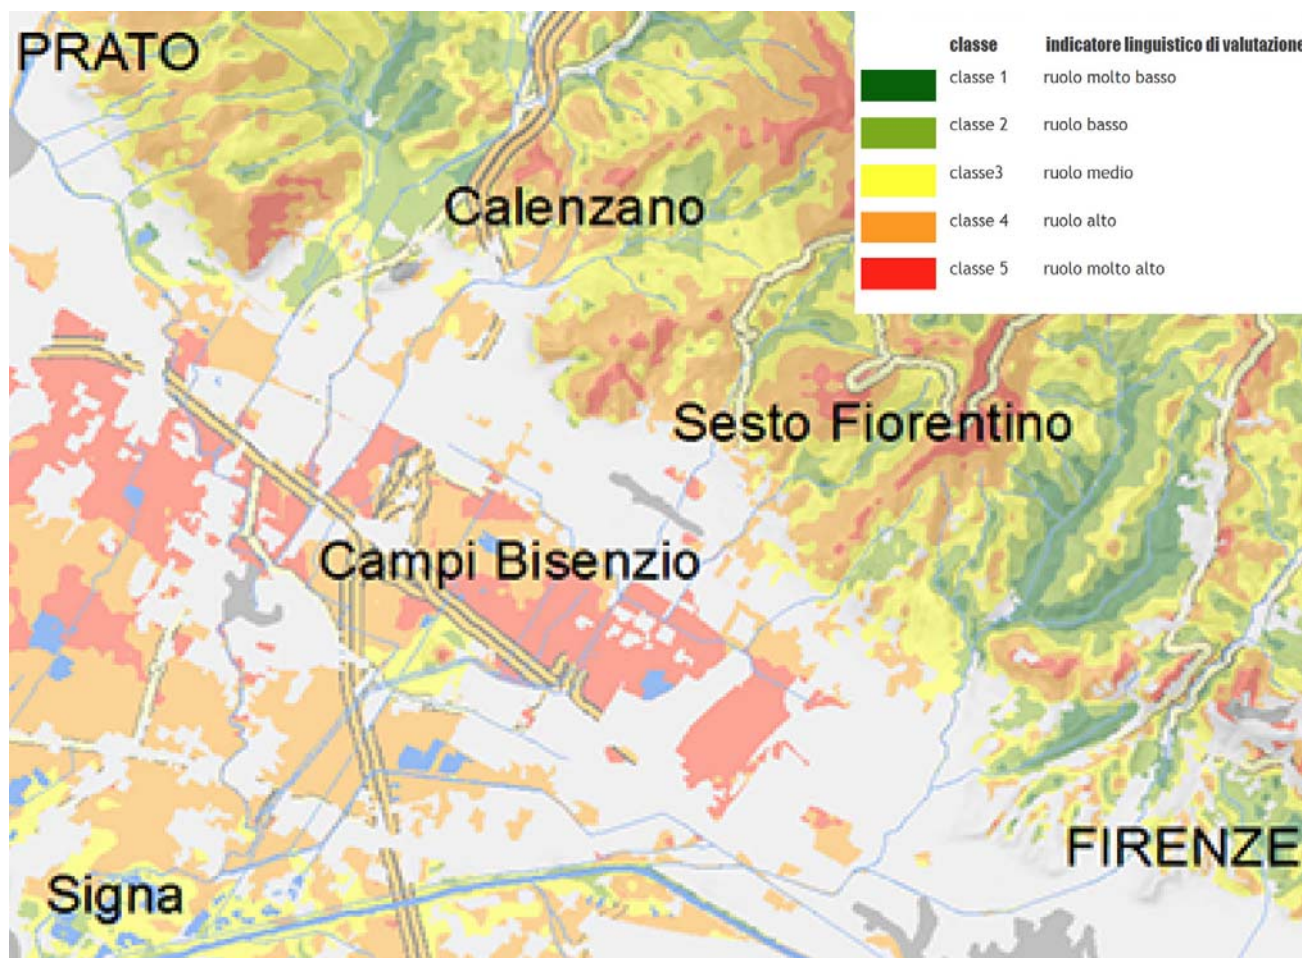 PRATO
classe indicatore linguistico di valutazione
classe 1 ruolo molto basso
classe 2 ruolo basso
classe3 ruolo medio
classe 4 ruolo alto
classe 5 ruolo molto alto
Calenzano
Sesto Fiorentino
Campi Bisenzio
FIRENZE
Signa